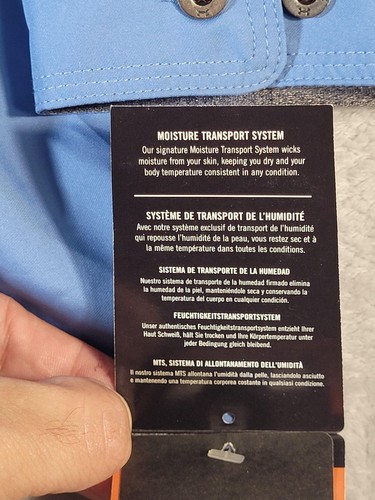 MOISTURE TRANSPORT SYSTEM
Our signature Moisture Transport System wicks
moisture from your skin, keeping you dry and your
body temperature consistent in any condition.
SYSTÈME DE TRANSPORT DE L'HUMIDITÉ
Avec notre système exclusif de transport de l'humidité
qui repousse l'humidité de la peau, vous restez sec et à
la même température dans toutes les conditions.
SISTEMA DE TRANSPORTE DE LA HUMEDAD
Nuestro sistema de transporte de la humedad firmado elimina
la humedad de la piel, manteniéndole seca y conservando la
temperatura del cuerpo en cualquier condición.
FEUCHTIGKEITSTRANSPORTSYSTEM
Unser authentisches Feuchtigkeitstransportsystem entzieht Ihrer
Haut Schweiß, hält Sie trocken und Ihre Körpertemperatur unter
jeder Bedingung gleich bleibend.
MTS, SISTEMA DI ALLONTANAMENTO DELL'UMIDITÀ
Il nostro sistema MTS allontana l'umidità dalla pelle, lasciandolo asciutto
e mantenendo una temperatura corporea costante in qualsiasi condizione.